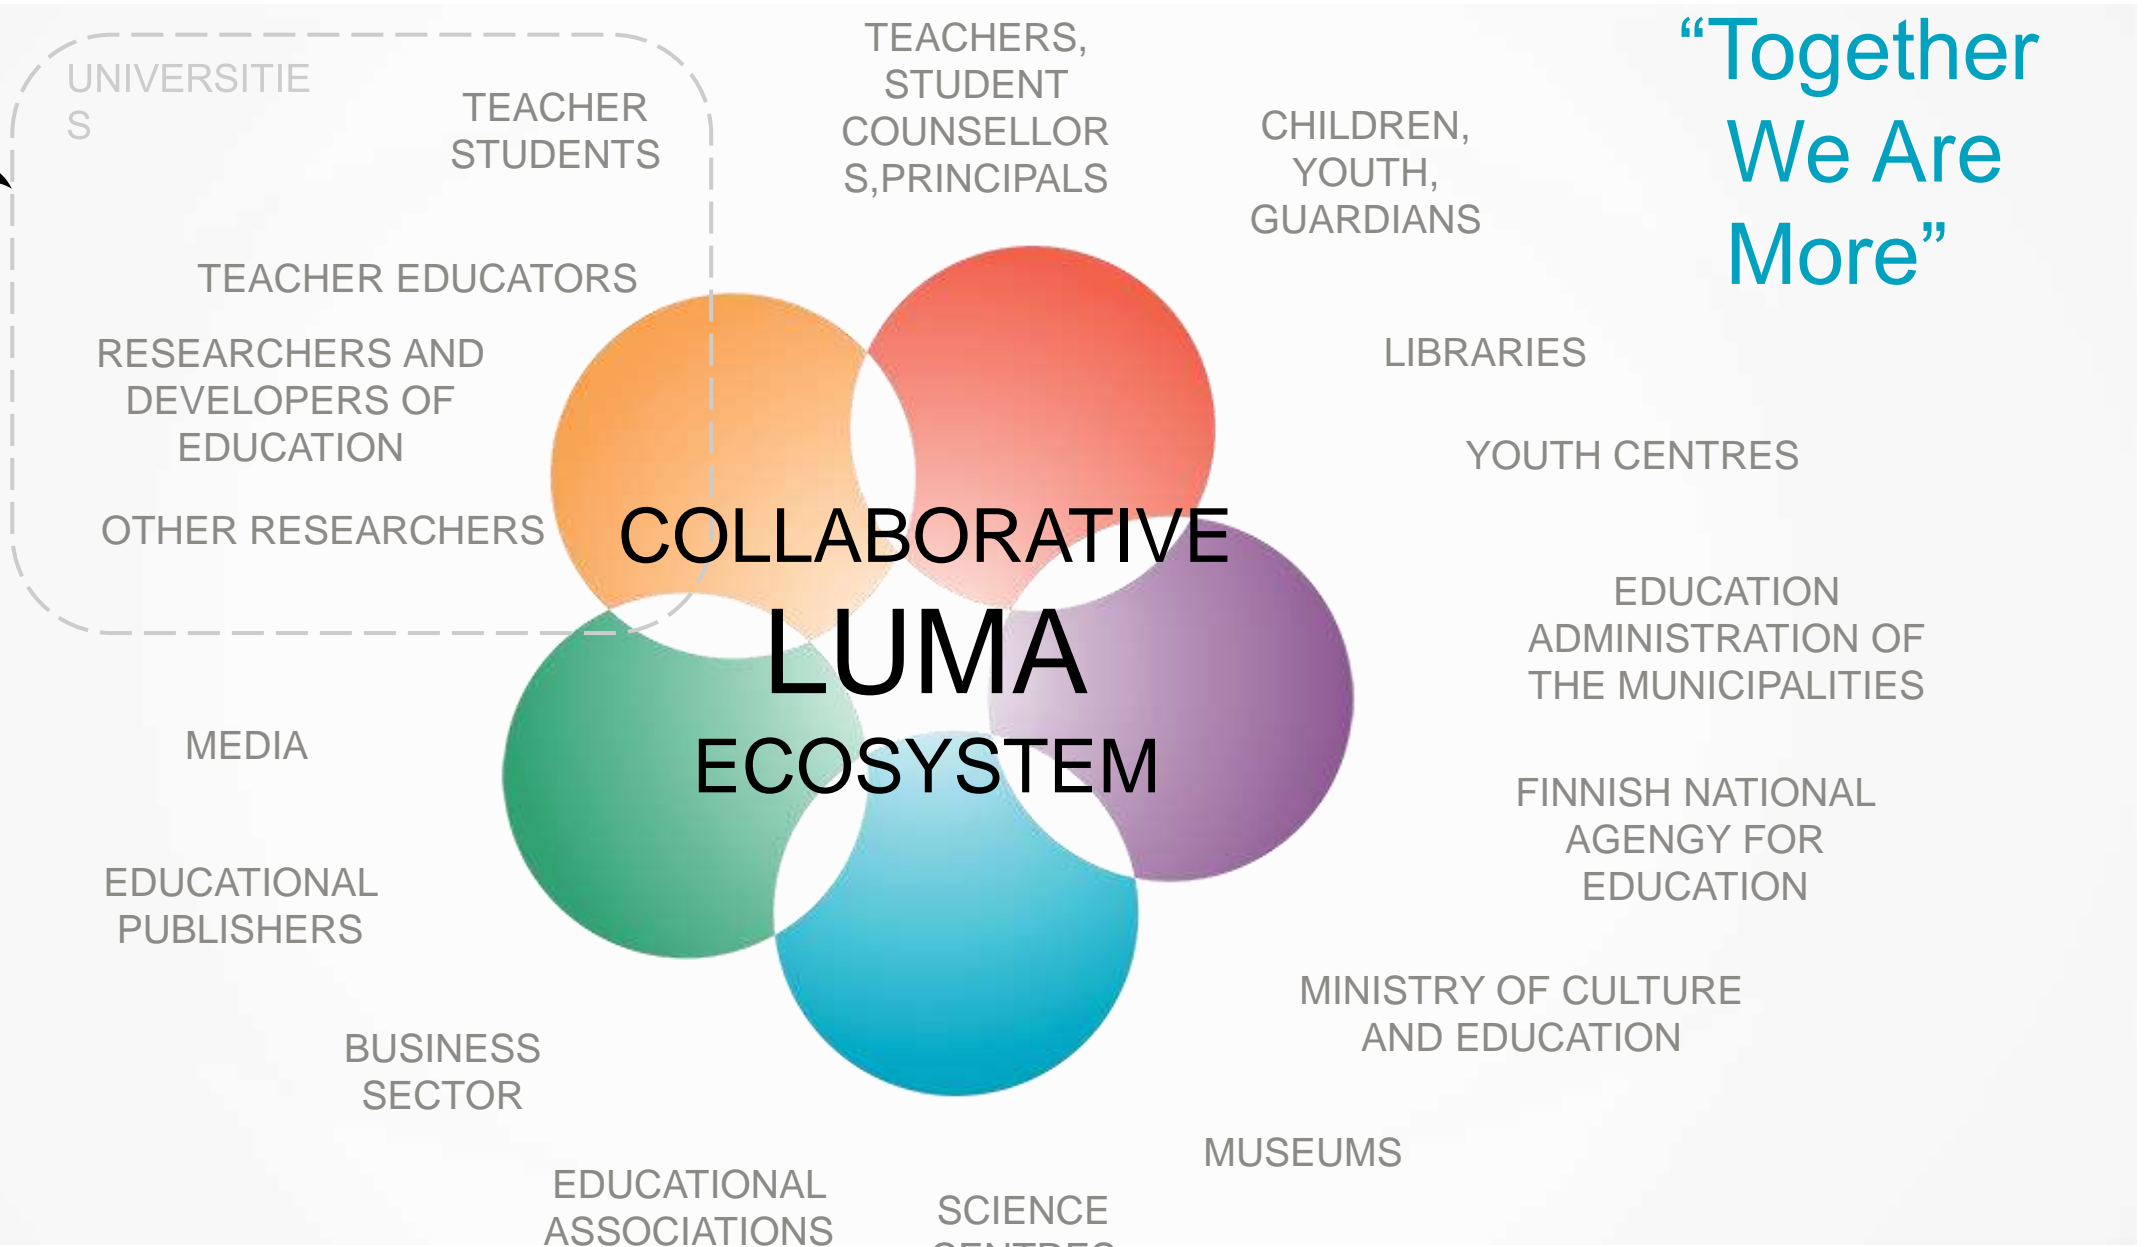 UNIVERSITIE
S
TEACHER
STUDENTS
TEACHER EDUCATORS
RESEARCHERS AND
DEVELOPERS OF
EDUCATION
OTHER RESEARCHERS
TEACHERS,
STUDENT
COUNSELLOR
S,PRINCIPALS
CHILDREN,
YOUTH,
GUARDIANS
“Together
We Are
More”
LIBRARIES
YOUTH CENTRES
EDUCATION
ADMINISTRATION OF
THE MUNICIPALITIES
FINNISH NATIONAL
AGENGY FOR
EDUCATION
MINISTRY OF CULTURE
AND EDUCATION
MUSEUMS
SCIENCE
CENTRES
EDUCATIONAL
ASSOCIATIONS
BUSINESS
SECTOR
EDUCATIONAL
PUBLISHERS
MEDIA
COLLABORATIVE
LUMA
ECOSYSTEM